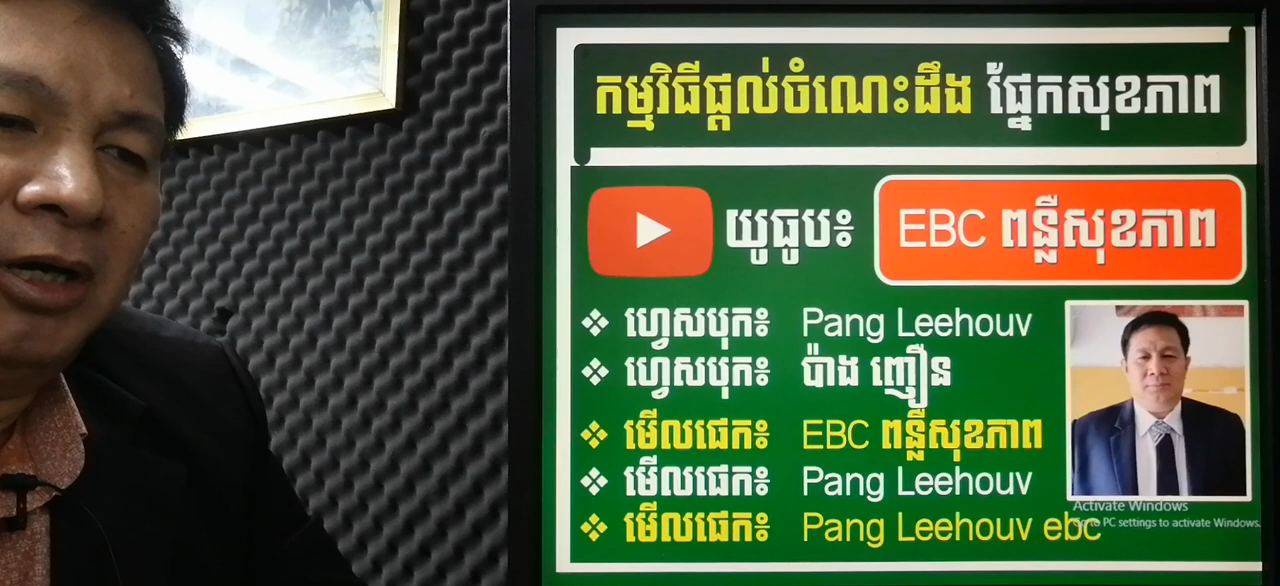 កម្មវិធីផ្តល់ចំណេះដឹង ផ្នែកសុខភាព
យូធូប៖ EBC ពន្លឺសុខភាព
ហ្វេសបុក៖ Pang Leehouv
ហ្វេសបុក៖ ប៉ាង ញឿន
មើលផេក៖ EBC ពន្លឺសុខភាព
មើលផេក៖ Pang Leehouv
មើលផេក៖ Pang Leehouv ebc
Activate Windows
Go to PC settings to activate Windows.